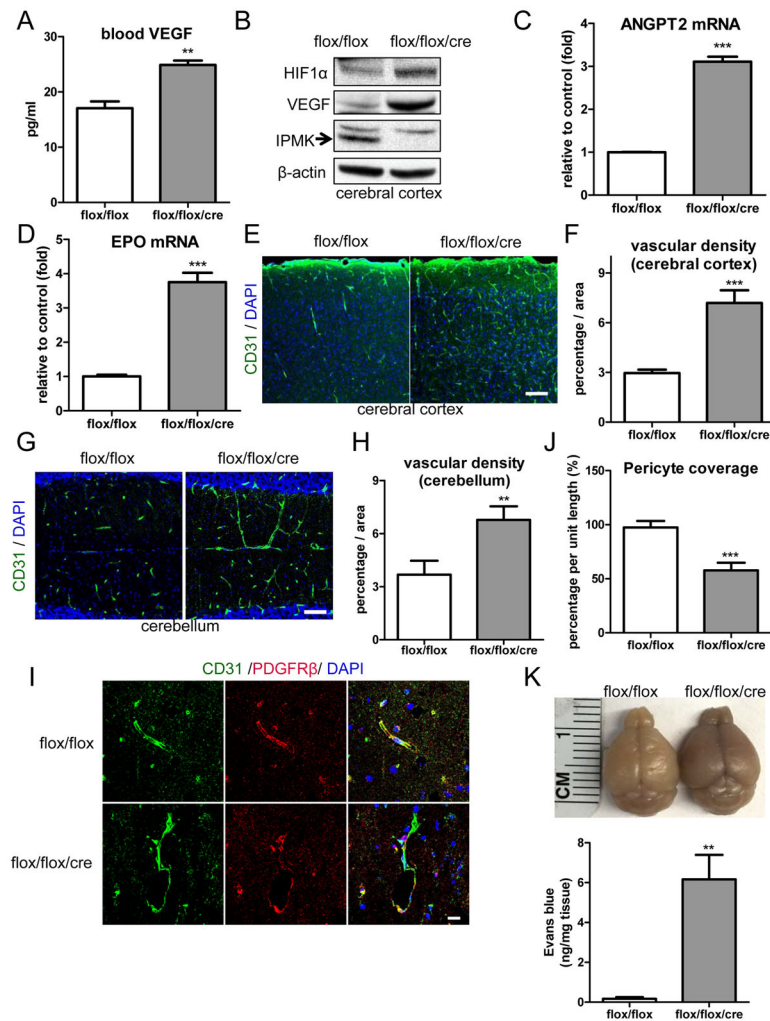 A
blood VEGF
**
pg/ml
30
20
10
0
flox/flox
flox/flox/cre
B
flox/flox
flox/flox/cre
HIF1α
VEGF
IPMK
β-actin
cerebral cortex
C
ANGPT2 mRNA
***
relative to control (fold)
4
3
2
1
0
flox/flox
flox/flox/cre
D
EPO mRNA
***
relative to control (fold)
5
4
3
2
1
0
flox/flox
flox/flox/cre
E
flox/flox
flox/flox/cre
CD31 / DAPI
cerebral cortex
F
vascular density
(cerebral cortex)
***
percentage / area
9
6
3
0
flox/flox
flox/flox/cre
G
flox/flox
flox/flox/cre
CD31 / DAPI
cerebellum
H
vascular density
(cerebellum)
**
percentage / area
9
6
3
0
flox/flox
flox/flox/cre
J
Pericyte coverage
***
percentage per unit length (%)
150
100
50
0
flox/flox
flox/flox/cre
I
CD31 /PDGFRβ/ DAPI
flox/flox
flox/flox/cre
K
flox/flox
flox/flox/cre
1
CM
**
Evans blue
(ng/mg tissue)
8
6
4
2
0
flox/flox
flox/flox/cre